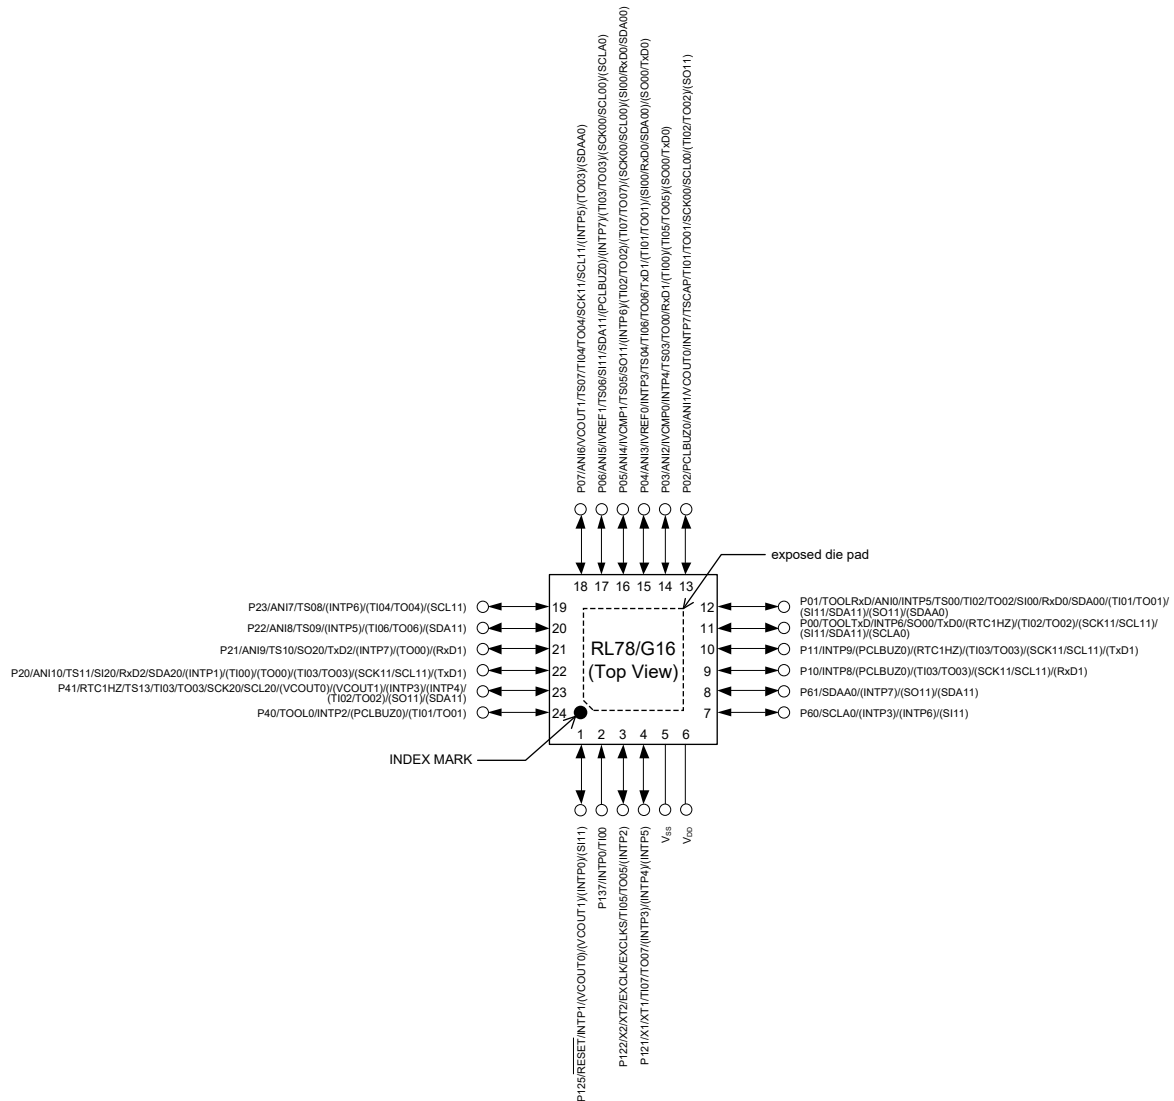 P07/ANI6/VCOUT1/TS07/TI04/TO04/SCK11/SCL11/(INTP5)/(TO03)/(SDAA0)
P06/ANI5/IVREF1/TS06/SI11/SDA11/(PCLBUZ0)/(INTP7)/(TI03/TO03)/(SCK00/SCL00)/(SCLA0)
P05/ANI4/IVCMP1/TS05/SO11/(INTP6)/(TI02/TO02)/(TI07/TO07)/(SCK00/SCL00)/(SI00/RxD0/SDA00)
P04/ANI3/IVREF0/INTP3/TS04/TI06/TO06/TxD1/(TI01/TO01)/(SI00/RxD0/SDA00)/(SO00/TxD0)
P03/ANI2/IVCMP0/INTP4/TS03/TO00/RxD1/(TI00)/(TI05/TO05)/(SO00/TxD0)
P02/PCLBUZ0/ANI1/VCOUT0/INTP7/TSCAP/TI01/TO01/SCK00/SCL00/(TI02/TO02)/(SO11)
exposed die pad
18 17 16 15 14 13
P23/ANI7/TS08/(INTP6)/(TI04/TO04)/(SCL11) 19
P22/ANI8/TS09/(INTP5)/(TI06/TO06)/(SDA11) 20
P21/ANI9/TS10/SO20/TxD2/(INTP7)/(TO00)/(RxD1) 21
P20/ANI10/TS11/SI20/RxD2/SDA20/(INTP1)/(TI00)/(TO00)/(TI03/TO03)/(SCK11/SCL11)/(TxD1) 22
P41/RTC1HZ/TS13/TI03/TO03/SCK20/SCL20/(VCOUT0)/(VCOUT1)/(INTP3)/(INTP4)/
(TI02/TO02)/(SO11)/(SDA11) 23
P40/TOOL0/INTP2/(PCLBUZ0)/(TI01/TO01) 24
RL78/G16
(Top View)
12 P01/TOOLRxD/ANI0/INTP5/TS00/TI02/TO02/SI00/RxD0/SDA00/(TI01/TO01)/
(SI11/SDA11)/(SO11)/(SDAA0)
11 P00/TOOLTxD/INTP6/SO00/TxD0/(RTC1HZ)/(TI02/TO02)/(SCK11/SCL11)/
(SI11/SDA11)/(SCLA0)
10 P11/INTP9/(PCLBUZ0)/(RTC1HZ)/(TI03/TO03)/(SCK11/SCL11)/(TxD1)
9 P10/INTP8/(PCLBUZ0)/(TI03/TO03)/(SCK11/SCL11)/(RxD1)
8 P61/SDAA0/(INTP7)/(SO11)/(SDA11)
7 P60/SCLA0/(INTP3)/(INTP6)/(SI11)
1 2 3 4 5 6
INDEX MARK
P125/RESET/INTP1/(VCOUT0)/(VCOUT1)/(INTP0)/(SI11)
P137/INTP0/TI00
P122/X2/XT2/EXCLK/EXCLKS/TI05/TO05/(INTP2)
P121/X1/XT1/TI07/TO07/(INTP3)/(INTP4)/(INTP5)
VSS
VDD